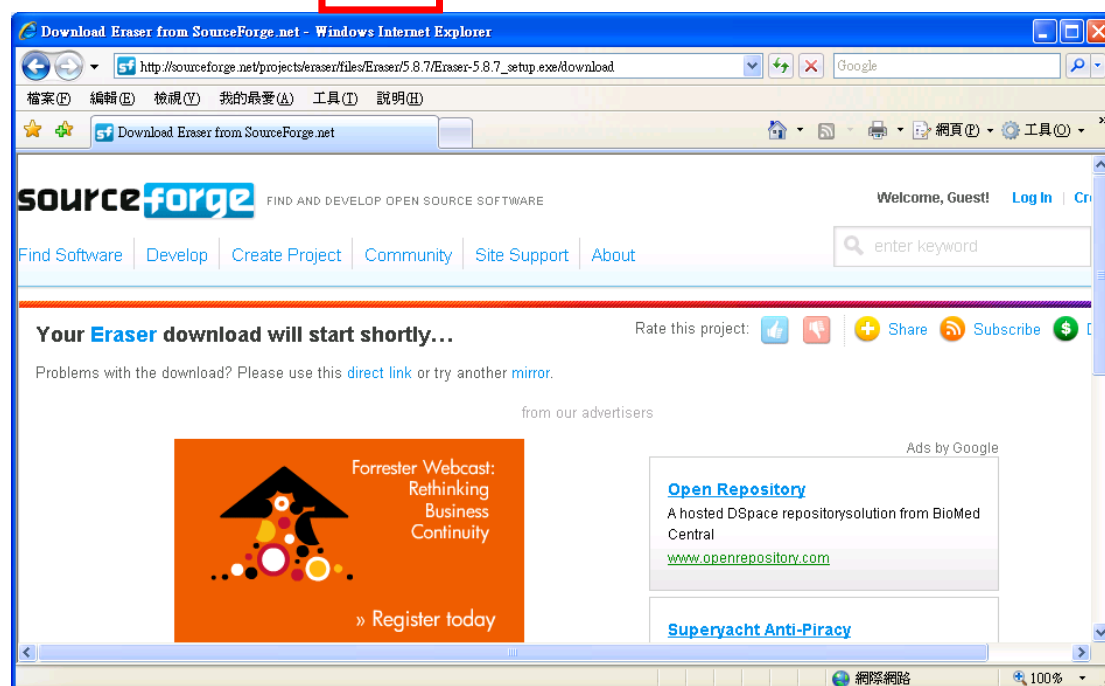 Download Eraser from SourceForge.net - Windows Internet Explorer
http://sourceforge.net/projects/eraser/files/Eraser/5.8.7/Eraser-5.8.7_setup.exe/download
Google
檔案(F) 編輯(E) 檢視(V) 我的最愛(A) 工具(T) 說明(H)
Download Eraser from SourceForge.net
網頁(P) 工具(O)
sourceforge FIND AND DEVELOP OPEN SOURCE SOFTWARE
Welcome, Guest! Log In
Find Software Develop Create Project Community Site Support About
enter keyword
Your Eraser download will start shortly...
Rate this project: Share Subscribe
Problems with the download? Please use this direct link or try another mirror.
from our advertisers
Forrester Webcast:
Rethinking
Business
Continuity
» Register today
Ads by Google
Open Repository
A hosted DSpace repositorysolution from BioMed
Central
www.openrepository.com
Superyacht Anti-Piracy
網際網路 100%